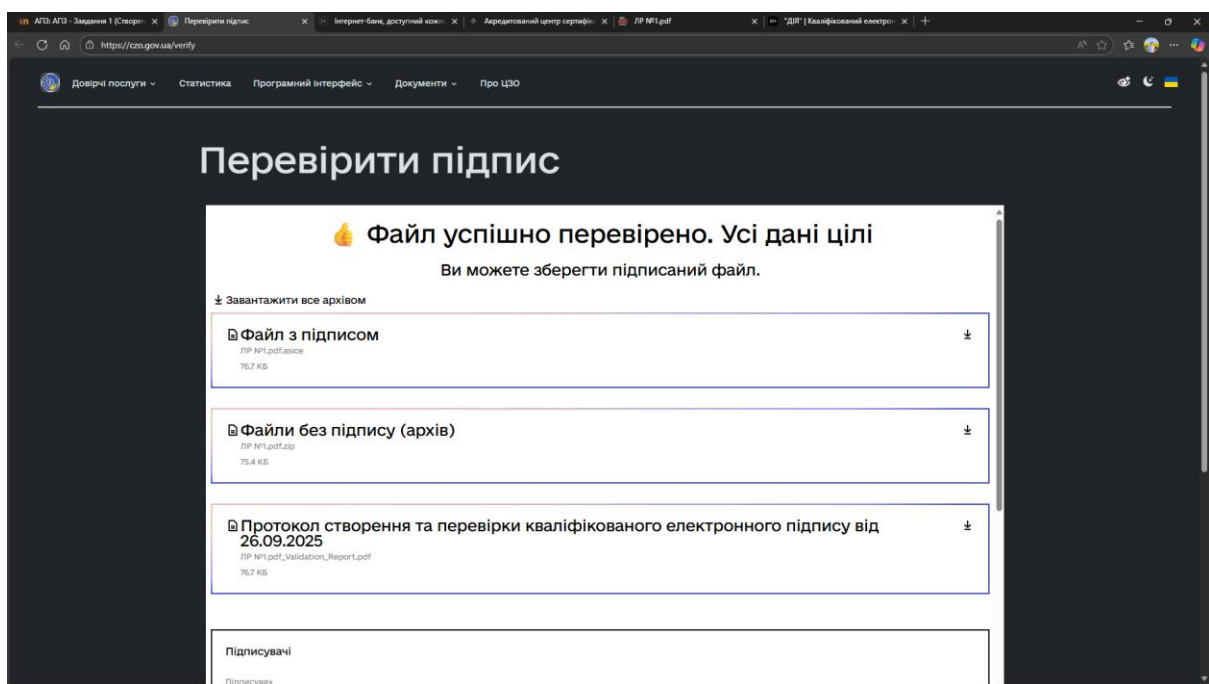 АПЗ: АПЗ - Завдання 1 (Створен
Перевірити підпис
Інтернет-банк, доступний кожн
Акредитований центр сертифік
ЛР №1.pdf
"ДІЯ" | Кваліфікований електрон
https://czo.gov.ua/verify
Довірчі послуги
Статистика
Програмний інтерфейс
Документи
Про ЦЗО
Перевірити підпис
👍 Файл успішно перевірено. Усі дані цілі
Ви можете зберегти підписаний файл.
Завантажити все архівом
Файл з підписом
ЛР №1.pdf.asice
76.7 КБ
Файли без підпису (архів)
ЛР №1.pdf.zip
75.4 КБ
Протокол створення та перевірки кваліфікованого електронного підпису від
26.09.2025
ЛР №1.pdf_Validation_Report.pdf
76.7 КБ
Підписувачі
Підписувач